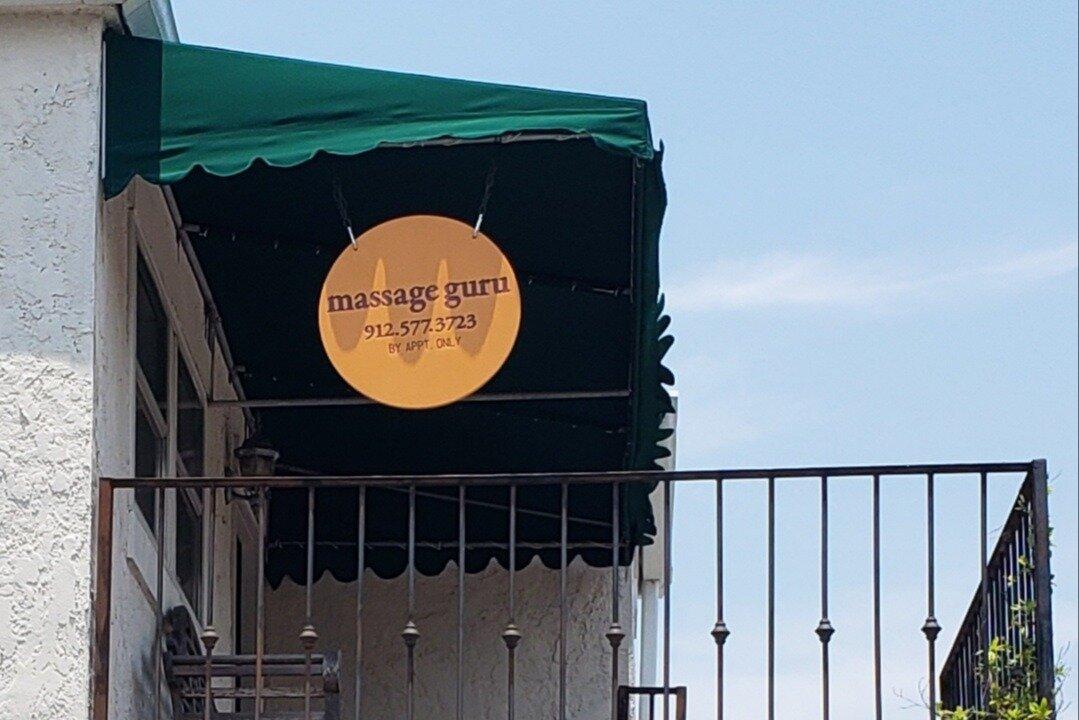 massage guru
912.577.3723
BY APPT. ONLY